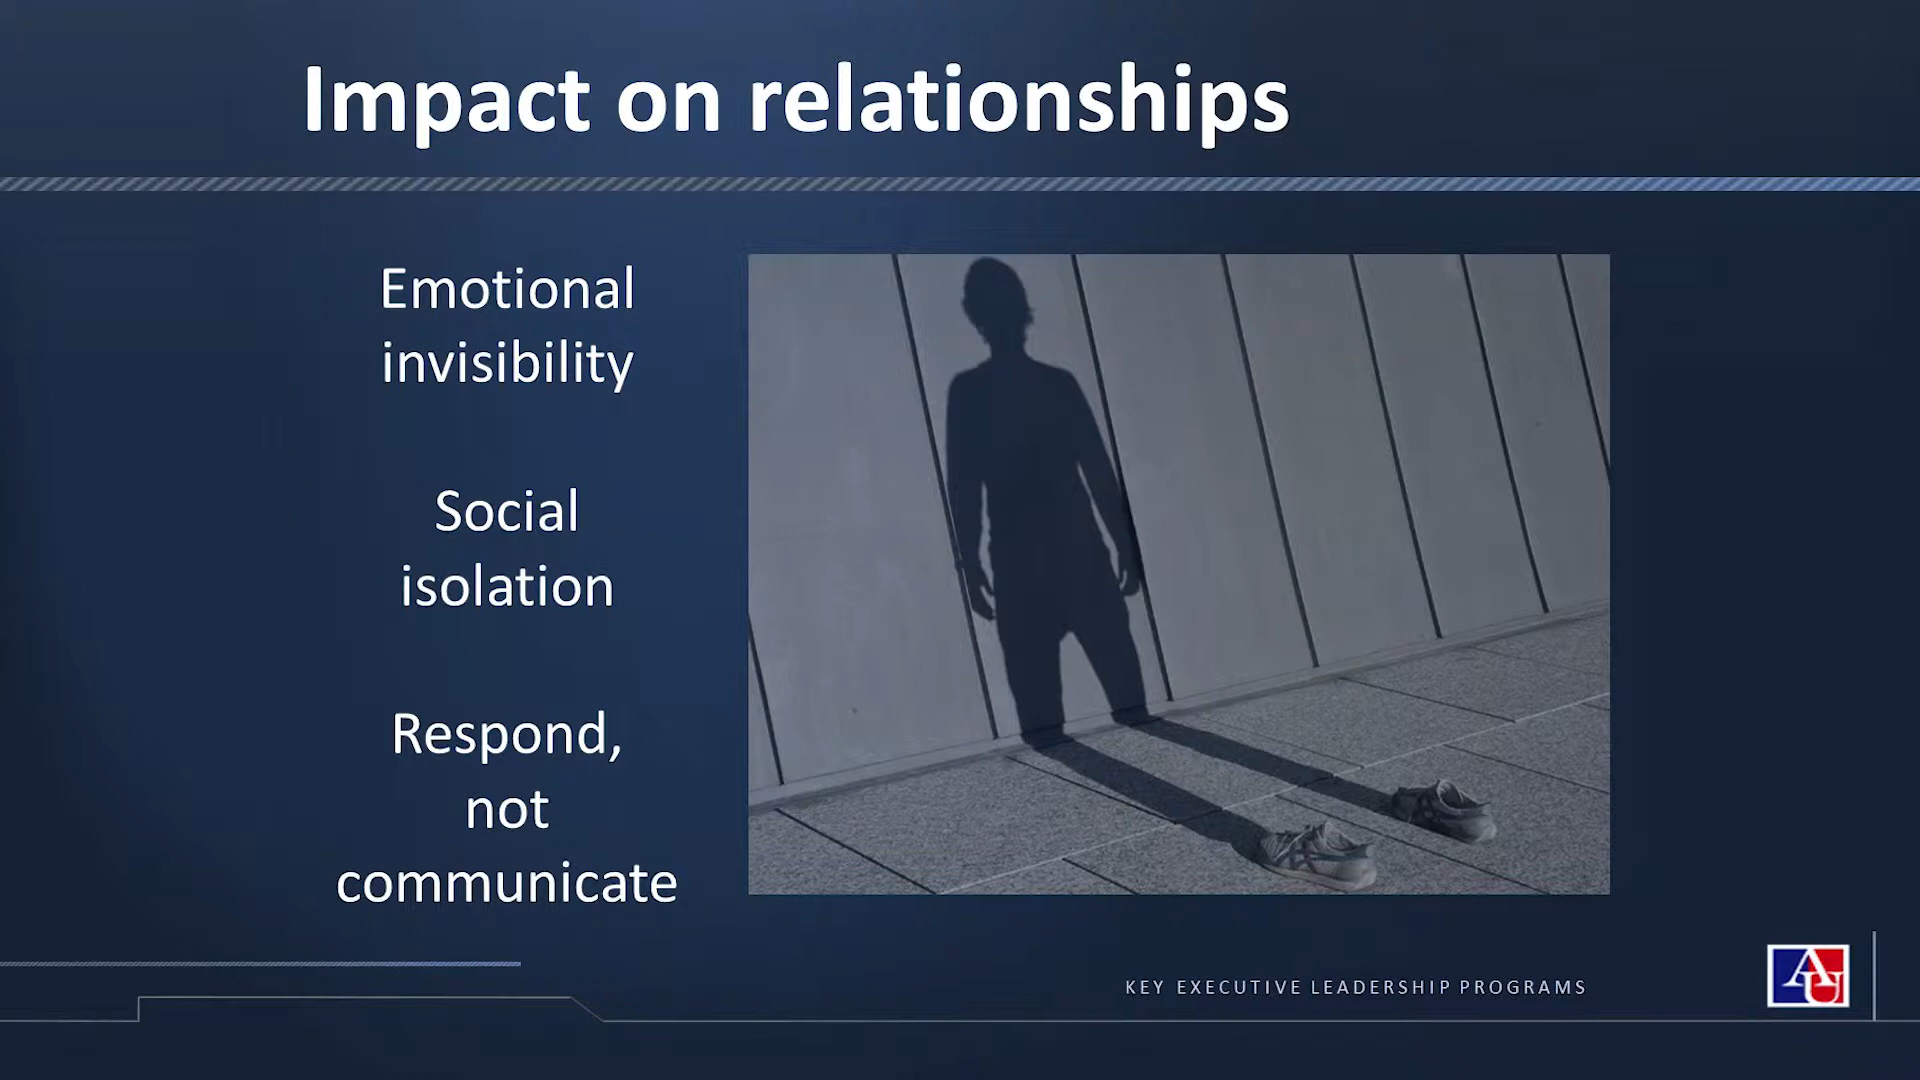 Impact on relationships
Emotional
invisibility
Social
isolation
Respond,
not
communicate
KEY EXECUTIVE LEADERSHIP PROGRAMS
AU